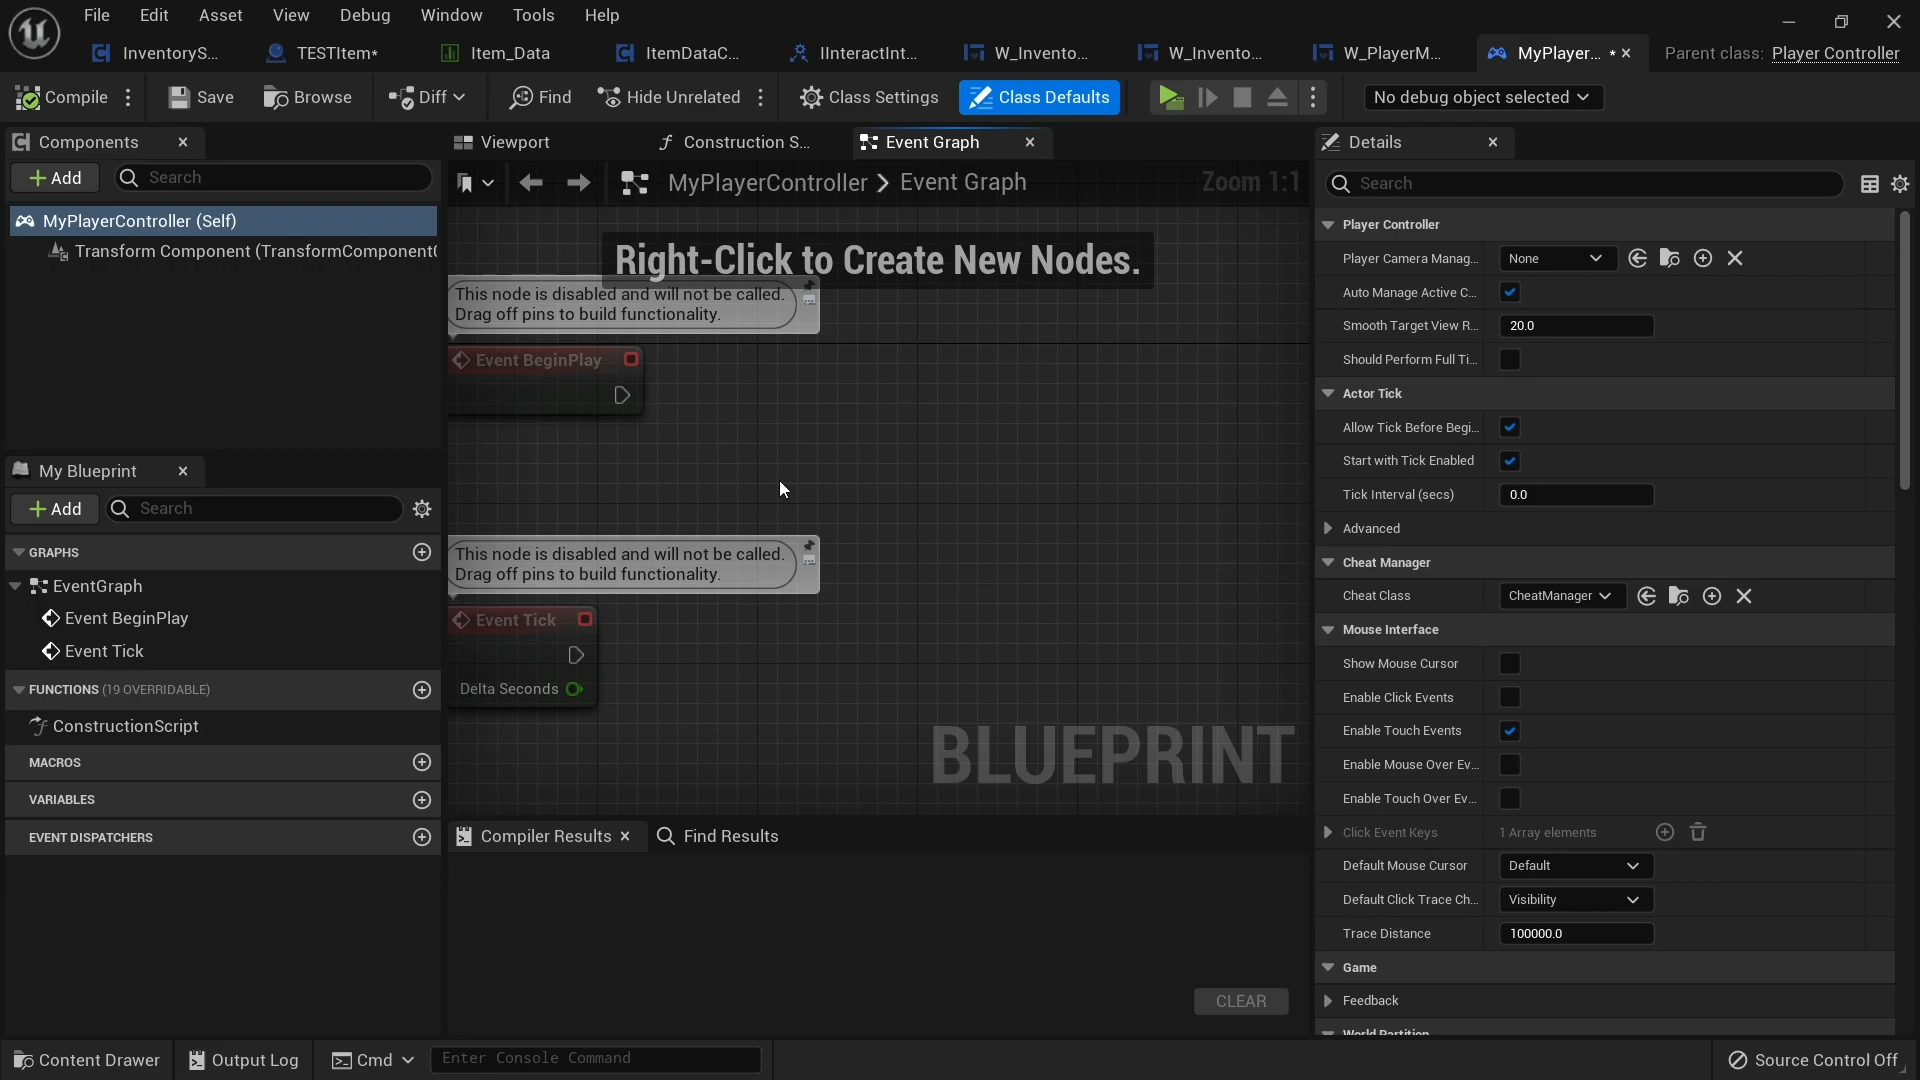 File Edit Asset View Debug Window Tools Help
InventoryS... TESTItem* Item_Data ItemDataC... IInteractInt... W_Invento... W_Invento... W_PlayerM... MyPlayer... * Parent class: Player Controller
Compile Save Browse Diff Find Hide Unrelated Class Settings Class Defaults No debug object selected
Components
Add Search
MyPlayerController (Self)
Transform Component (TransformComponent
My Blueprint
Add Search
GRAPHS
EventGraph
Event BeginPlay
Event Tick
FUNCTIONS (19 OVERRIDABLE)
ConstructionScript
MACROS
VARIABLES
EVENT DISPATCHERS
Viewport Construction S... Event Graph
MyPlayerController > Event Graph Zoom 1:1
Right-Click to Create New Nodes.
This node is disabled and will not be called.
Drag off pins to build functionality.
Event BeginPlay
This node is disabled and will not be called.
Drag off pins to build functionality.
Event Tick
Delta Seconds
BLUEPRINT
Compiler Results Find Results
CLEAR
Details
Search
Player Controller
Player Camera Manag... None
Auto Manage Active C...
Smooth Target View R... 20.0
Should Perform Full Ti...
Actor Tick
Allow Tick Before Begi...
Start with Tick Enabled
Tick Interval (secs) 0.0
Advanced
Cheat Manager
Cheat Class CheatManager
Mouse Interface
Show Mouse Cursor
Enable Click Events
Enable Touch Events
Enable Mouse Over Ev...
Enable Touch Over Ev...
Click Event Keys 1 Array elements
Default Mouse Cursor Default
Default Click Trace Ch... Visibility
Trace Distance 100000.0
Game
Feedback
World Partition
Content Drawer Output Log Cmd Enter Console Command Source Control Off